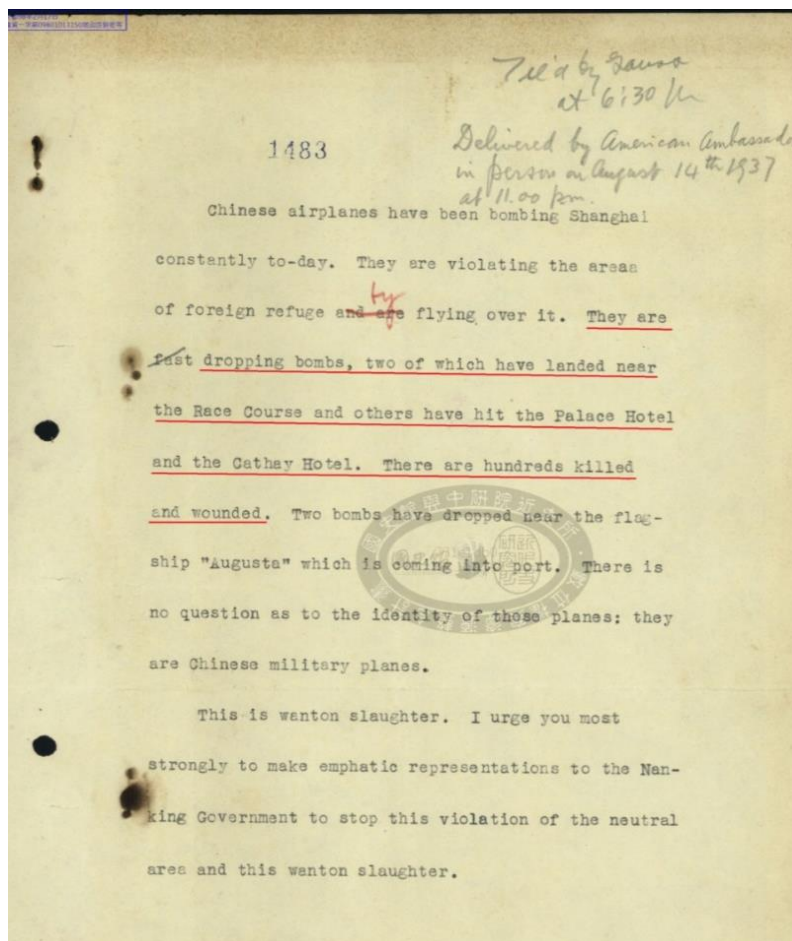 Tel'd by Gauss
at 6:30 pm
1483
Delivered by American Ambassado
in person on August 14th 1937
at 11.00 pm.
Chinese airplanes have been bombing Shanghai
constantly to-day. They are violating the areas
of foreign refuge and are by flying over it. They are
fast dropping bombs, two of which have landed near
the Race Course and others have hit the Palace Hotel
and the Cathay Hotel. There are hundreds killed
and wounded. Two bombs have dropped near the flag-
ship "Augusta" which is coming into port. There is
no question as to the identity of those planes; they
are Chinese military planes.
This is wanton slaughter. I urge you most
strongly to make emphatic representations to the Nan-
king Government to stop this violation of the neutral
area and this wanton slaughter.